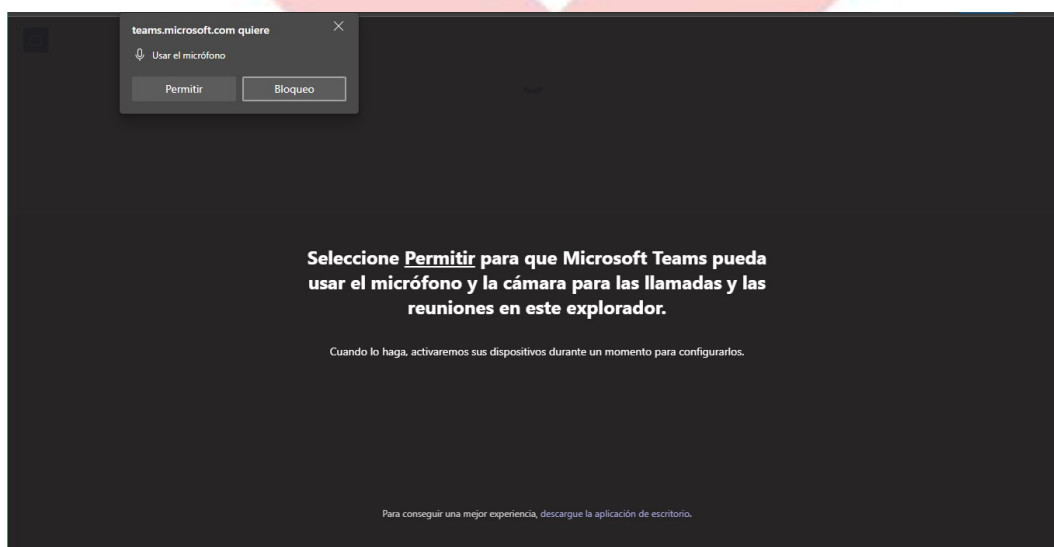 teams.microsoft.com quiere
Usar el micrófono
Permitir
Bloqueo
Seleccione Permitir para que Microsoft Teams pueda
usar el micrófono y la cámara para las llamadas y las
reuniones en este explorador.
Cuando lo haga, activaremos sus dispositivos durante un momento para configurarlos.
Para conseguir una mejor experiencia, descargue la aplicación de escritorio.